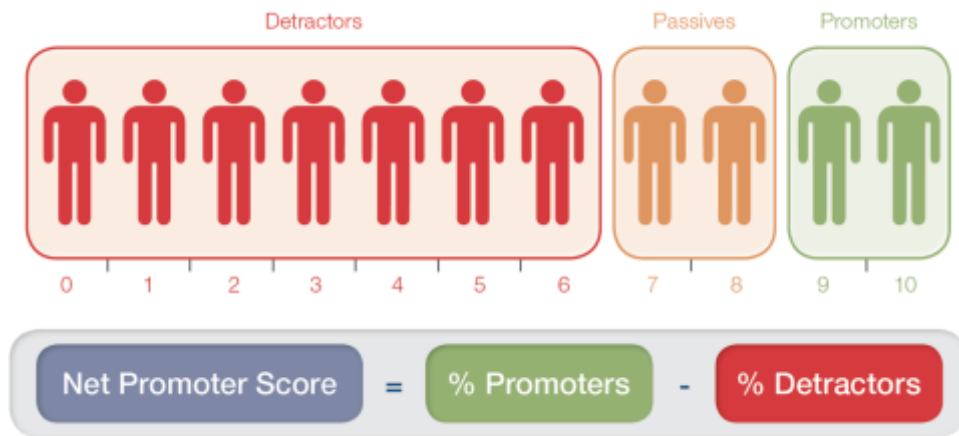 Detractors Passives Promoters
0 1 2 3 4 5 6 7 8 9 10
Net Promoter Score = % Promoters - % Detractors